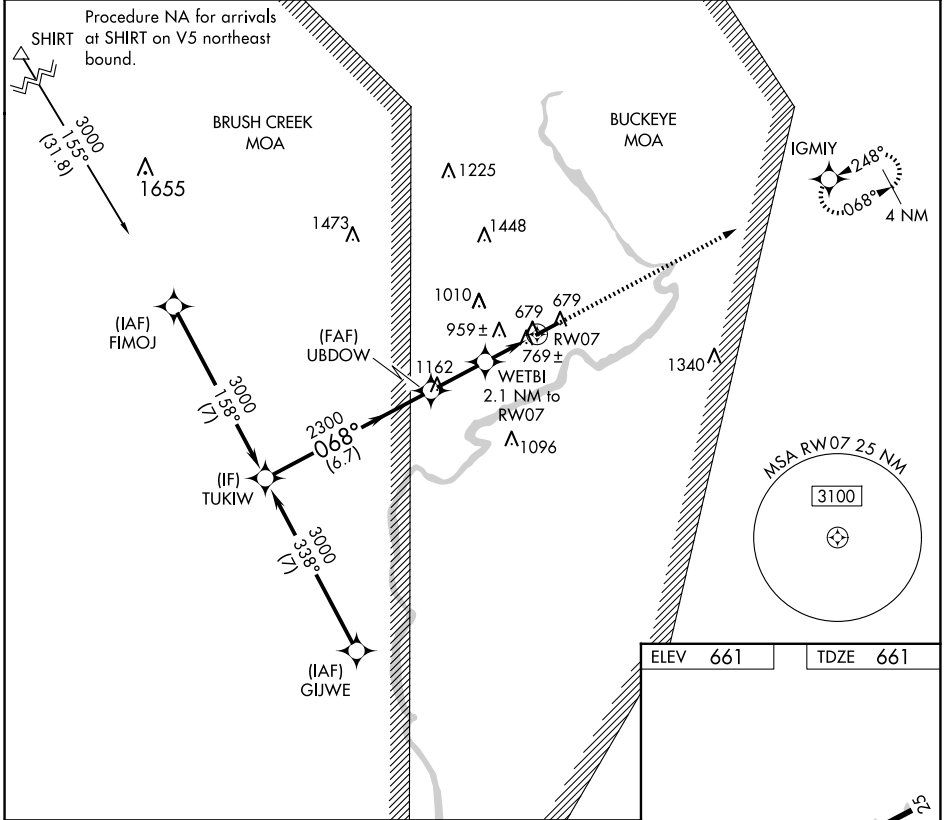 Procedure NA for arrivals
at SHIRT on V5 northeast
bound.
SHIRT
3000
155°
(31.8)
1655
BRUSH CREEK
MOA
BUCKEYE
MOA
1225
1473
1448
IGMIY
248°
068°
4 NM
(IAF)
FIMOJ
1010
679
679
959±
RW07
769±
(FAF)
UBDOW
1162
WETBI
2.1 NM to
RW07
1340
3000
158°
(7)
2300
068°
(6.7)
1096
(IF)
TUKIW
3000
338°
(7)
(IAF)
GIJWE
MSA RW07 25 NM
3100
ELEV 661
TDZE 661
25